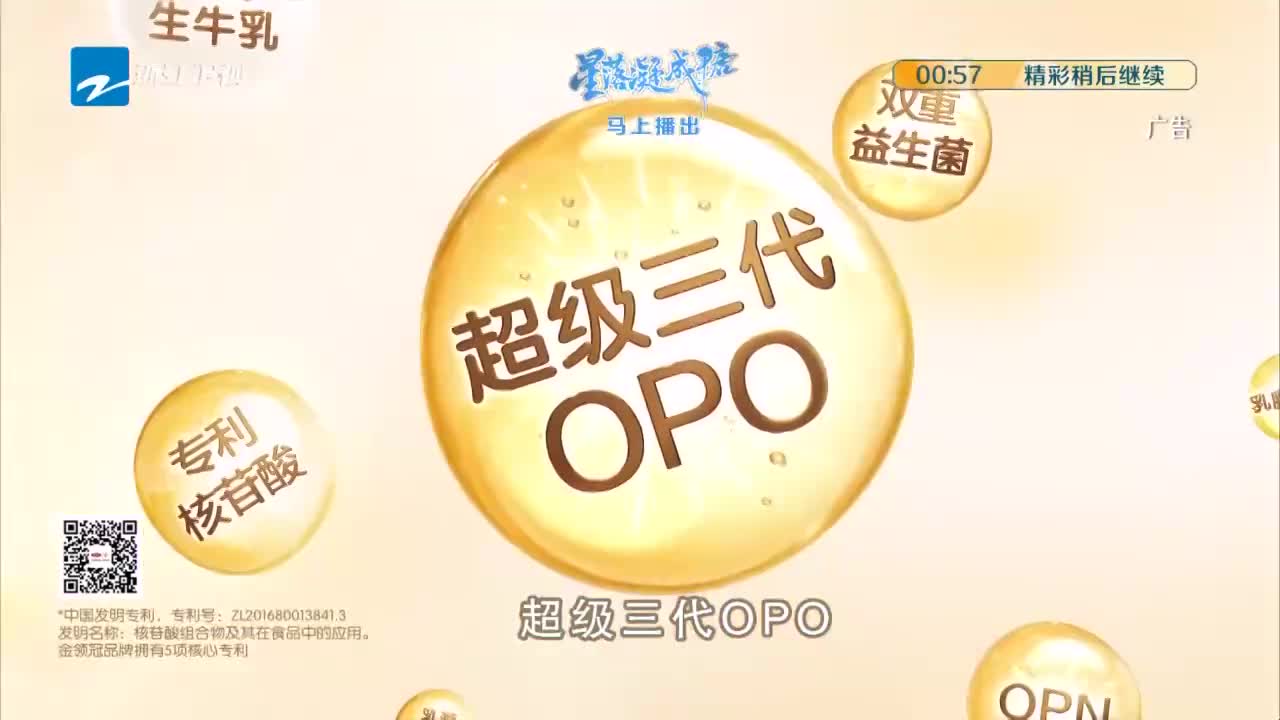 生牛乳
星落凝成糖
马上播出
00:57 精彩稍后继续
广告
双重
益生菌
超级三代
OPO
专利
核苷酸
*中国发明专利，专利号：ZL201680013841.3
发明名称：核苷酸组合物及其在食品中的应用。
金领冠品牌拥有5项核心专利
超级三代OPO
OPN